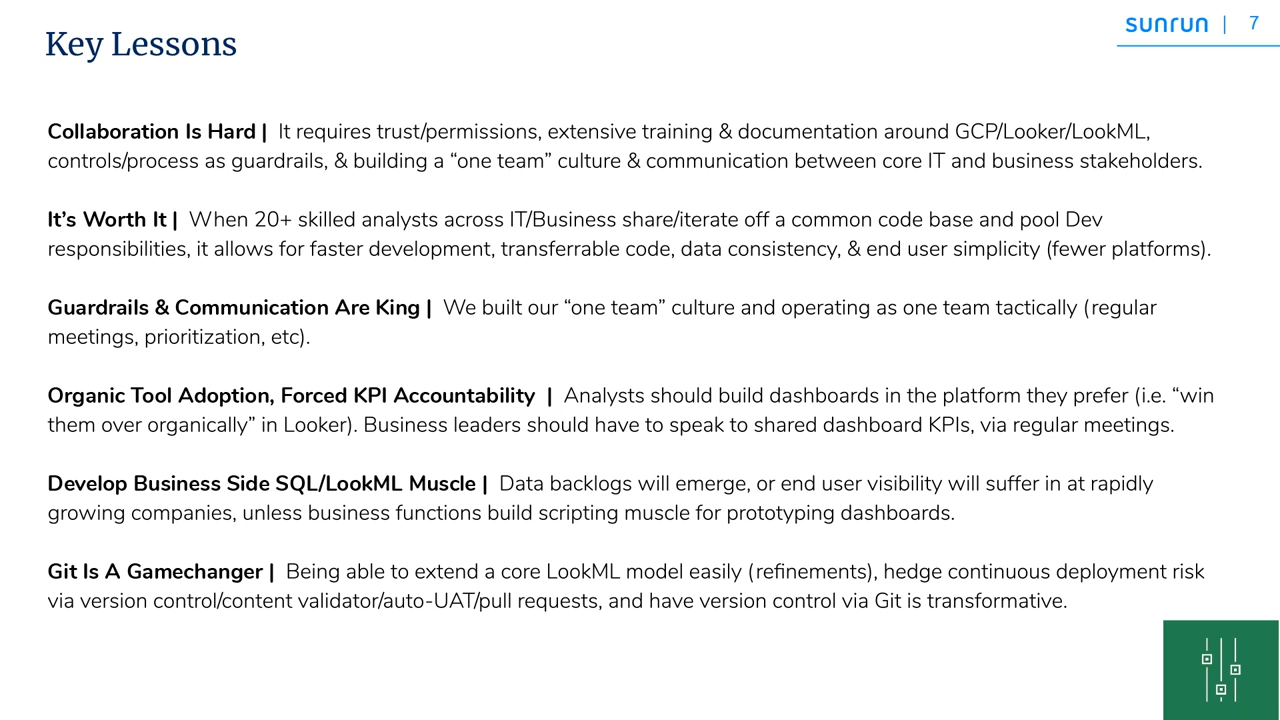 sunrun | 7
Key Lessons
Collaboration Is Hard | It requires trust/permissions, extensive training & documentation around GCP/Looker/LookML,
controls/process as guardrails, & building a “one team” culture & communication between core IT and business stakeholders.
It’s Worth It | When 20+ skilled analysts across IT/Business share/iterate off a common code base and pool Dev
responsibilities, it allows for faster development, transferrable code, data consistency, & end user simplicity (fewer platforms).
Guardrails & Communication Are King | We built our “one team” culture and operating as one team tactically (regular
meetings, prioritization, etc).
Organic Tool Adoption, Forced KPI Accountability | Analysts should build dashboards in the platform they prefer (i.e. “win
them over organically” in Looker). Business leaders should have to speak to shared dashboard KPIs, via regular meetings.
Develop Business Side SQL/LookML Muscle | Data backlogs will emerge, or end user visibility will suffer in at rapidly
growing companies, unless business functions build scripting muscle for prototyping dashboards.
Git Is A Gamechanger | Being able to extend a core LookML model easily (refinements), hedge continuous deployment risk
via version control/content validator/auto-UAT/pull requests, and have version control via Git is transformative.